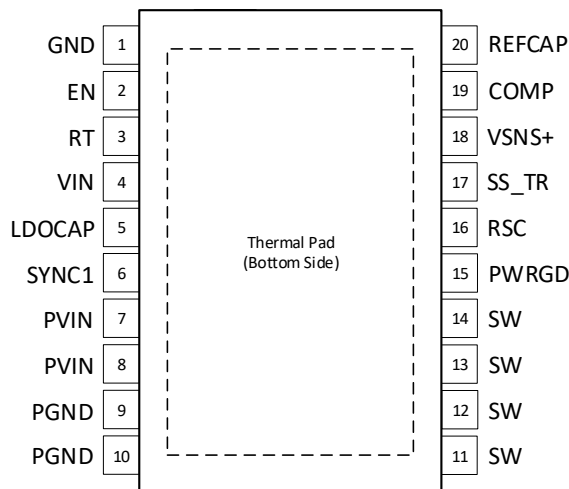 GND 1 20 REFCAP
EN 2 19 COMP
RT 3 18 VSNS+
VIN 4 17 SS_TR
LDOCAP 5 16 RSC
Thermal Pad
(Bottom Side)
SYNC1 6 15 PWRGD
PVIN 7 14 SW
PVIN 8 13 SW
PGND 9 12 SW
PGND 10 11 SW